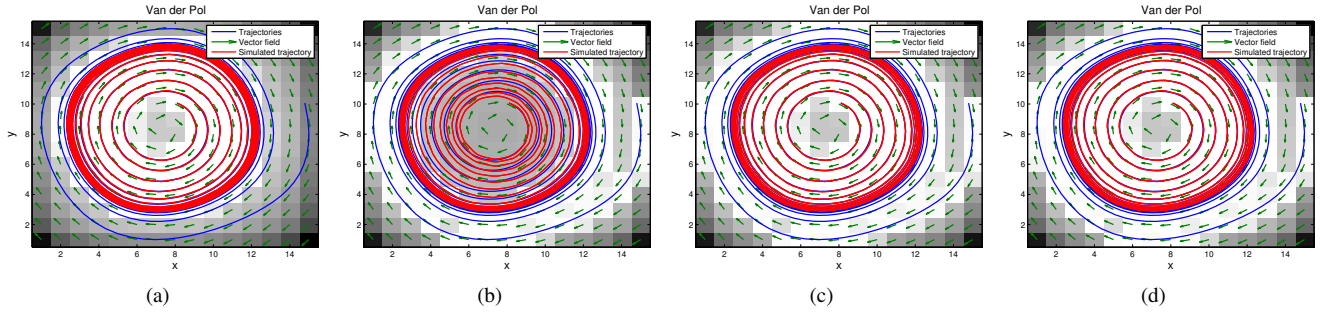 Van der Pol
Trajectories
Vector field
Simulated trajectory
y
14
12
10
8
6
4
2
2 4 6 8 10 12 14
x
(a)
Van der Pol
Trajectories
Vector field
Simulated trajectory
y
14
12
10
8
6
4
2
2 4 6 8 10 12 14
x
(b)
Van der Pol
Trajectories
Vector field
Simulated trajectory
y
14
12
10
8
6
4
2
2 4 6 8 10 12 14
x
(c)
Van der Pol
Trajectories
Vector field
Simulated trajectory
y
14
12
10
8
6
4
2
2 4 6 8 10 12 14
x
(d)